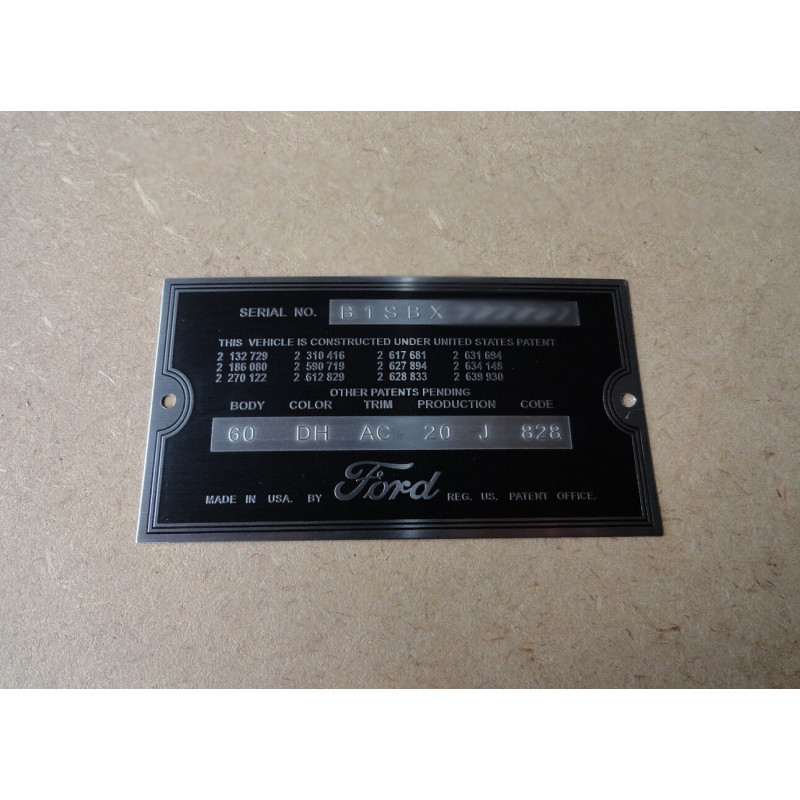 SERIAL NO. B1SBX
THIS VEHICLE IS CONSTRUCTED UNDER UNITED STATES PATENT
2 132 729 2 310 416 2 617 681 2 631 694
2 186 080 2 590 719 2 627 894 2 634 148
2 270 122 2 612 829 2 628 833 2 639 930
OTHER PATENTS PENDING
BODY COLOR TRIM PRODUCTION CODE
60 DH AC 20 J 828
MADE IN USA. BY Ford REG. US. PATENT OFFICE.